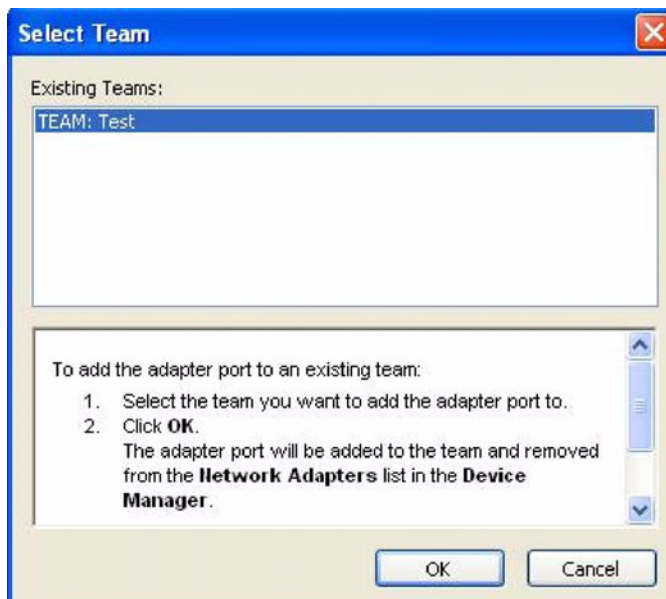 Select Team
Existing Teams:
TEAM: Test
To add the adapter port to an existing team:
1. Select the team you want to add the adapter port to.
2. Click OK.
The adapter port will be added to the team and removed
from the Network Adapters list in the Device
Manager.
OK Cancel